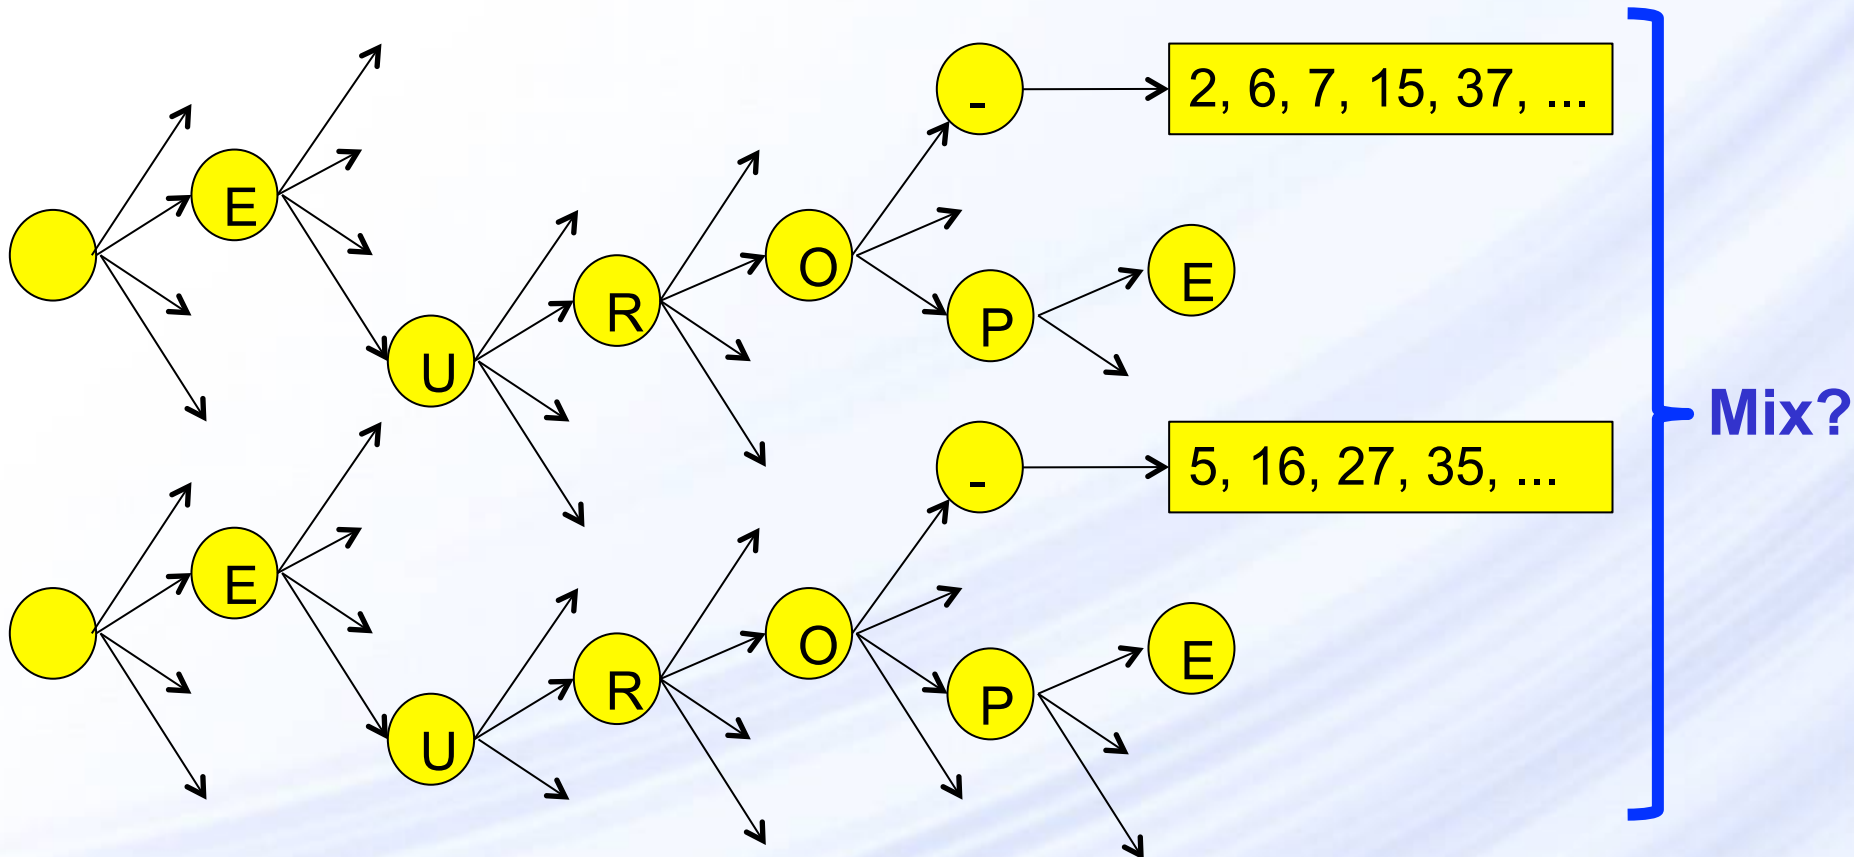 -
2, 6, 7, 15, 37, ...
E
O
E
R
P
U
Mix?
-
5, 16, 27, 35, ...
E
O
E
R
P
U